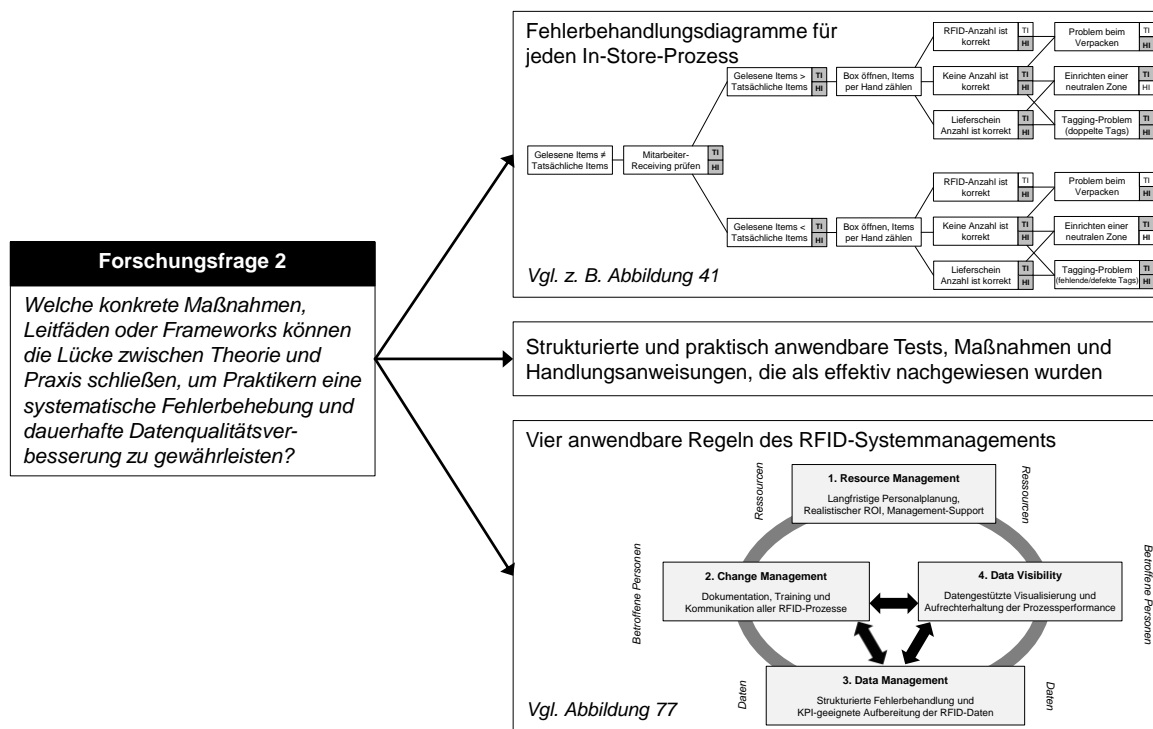 Forschungsfrage 2
Welche konkrete Maßnahmen,
Leitfäden oder Frameworks können
die Lücke zwischen Theorie und
Praxis schließen, um Praktikern eine
systematische Fehlerbehebung und
dauerhafte Datenqualitätsver-
besserung zu gewährleisten?
Fehlerbehandlungsdiagramme für
jeden In-Store-Prozess
Gelesene Items ≠
Tatsächliche Items
Mitarbeiter-
Receiving prüfen
TI
HI
Gelesene Items >
Tatsächliche Items
TI
HI
Box öffnen, Items
per Hand zählen
RFID-Anzahl ist
korrekt
TI
HI
Keine Anzahl ist
korrekt
TI
HI
Lieferschein
Anzahl ist korrekt
TI
HI
Problem beim
Verpacken
TI
HI
Einrichten einer
neutralen Zone
TI
HI
Tagging-Problem
(doppelte Tags)
TI
HI
Gelesene Items <
Tatsächliche Items
TI
HI
Box öffnen, Items
per Hand zählen
RFID-Anzahl ist
korrekt
TI
HI
Keine Anzahl ist
korrekt
TI
HI
Lieferschein
Anzahl ist korrekt
TI
HI
Problem beim
Verpacken
TI
HI
Einrichten einer
neutralen Zone
TI
HI
Tagging-Problem
(fehlende/defekte Tags)
TI
HI
Vgl. z. B. Abbildung 41
Strukturierte und praktisch anwendbare Tests, Maßnahmen und
Handlungsanweisungen, die als effektiv nachgewiesen wurden
Vier anwendbare Regeln des RFID-Systemmanagements
Ressourcen
1. Resource Management
Langfristige Personalplanung,
Realistischer ROI, Management-Support
Ressourcen
Betroffene Personen
2. Change Management
Dokumentation, Training und
Kommunikation aller RFID-Prozesse
4. Data Visibility
Datengestützte Visualisierung und
Aufrechterhaltung der Prozessperformance
Betroffene Personen
Daten
3. Data Management
Strukturierte Fehlerbehandlung und
KPI-geeignete Aufbereitung der RFID-Daten
Daten
Vgl. Abbildung 77